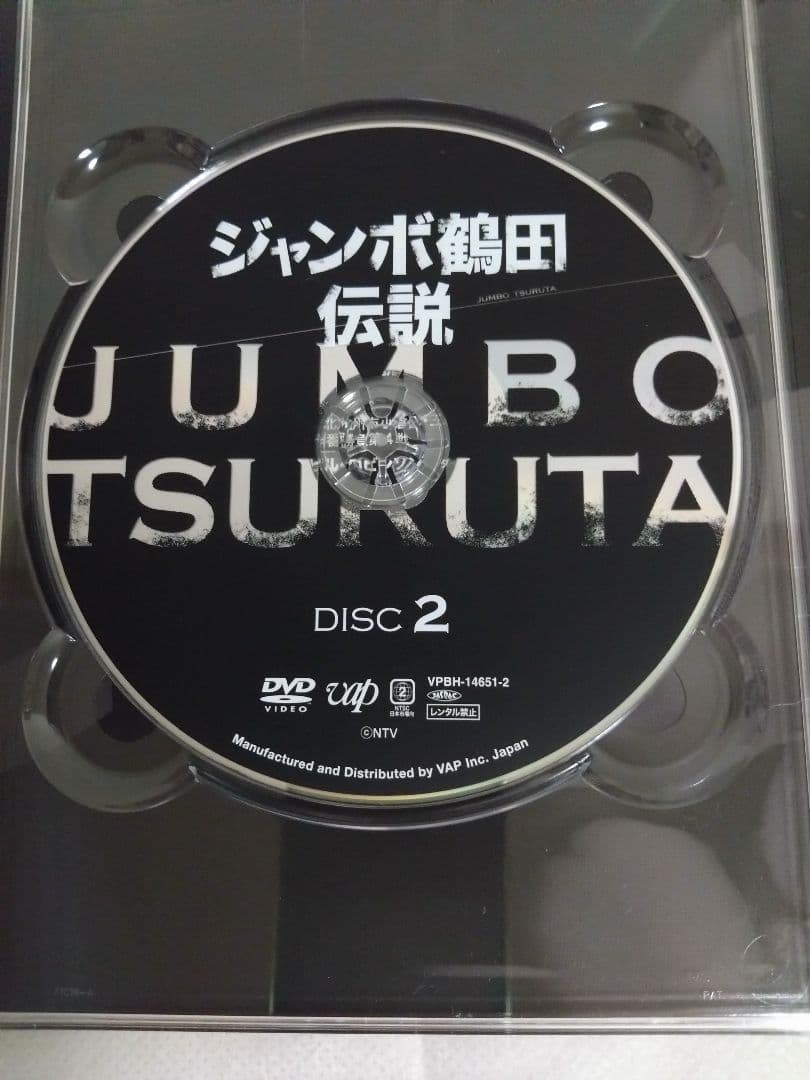 ジャンボ鶴田
伝説
JUMBO TSURUTA
JUMBO
TSURUTA
DISC 2
DVD
VIDEO
vap
2
NTSC
日本市場向
VPBH-14651-2
レンタル禁止
©NTV
Manufactured and Distributed by VAP Inc. Japan
PAT.